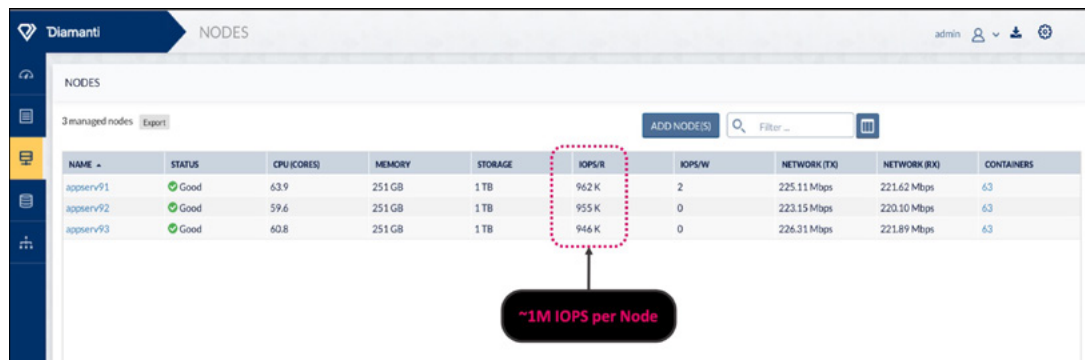 Diamanti NODES admin
NODES
3 managed nodes Export ADD NODE(S) Filter ...
NAME STATUS CPU (CORES) MEMORY STORAGE IOPS/R IOPS/W NETWORK (TX) NETWORK (RX) CONTAINERS
appserv91 Good 63.9 251 GB 1 TB 962 K 2 225.11 Mbps 221.62 Mbps 63
appserv92 Good 59.6 251 GB 1 TB 955 K 0 223.15 Mbps 220.10 Mbps 63
appserv93 Good 60.8 251 GB 1 TB 946 K 0 226.31 Mbps 221.89 Mbps 63
~1M IOPS per Node